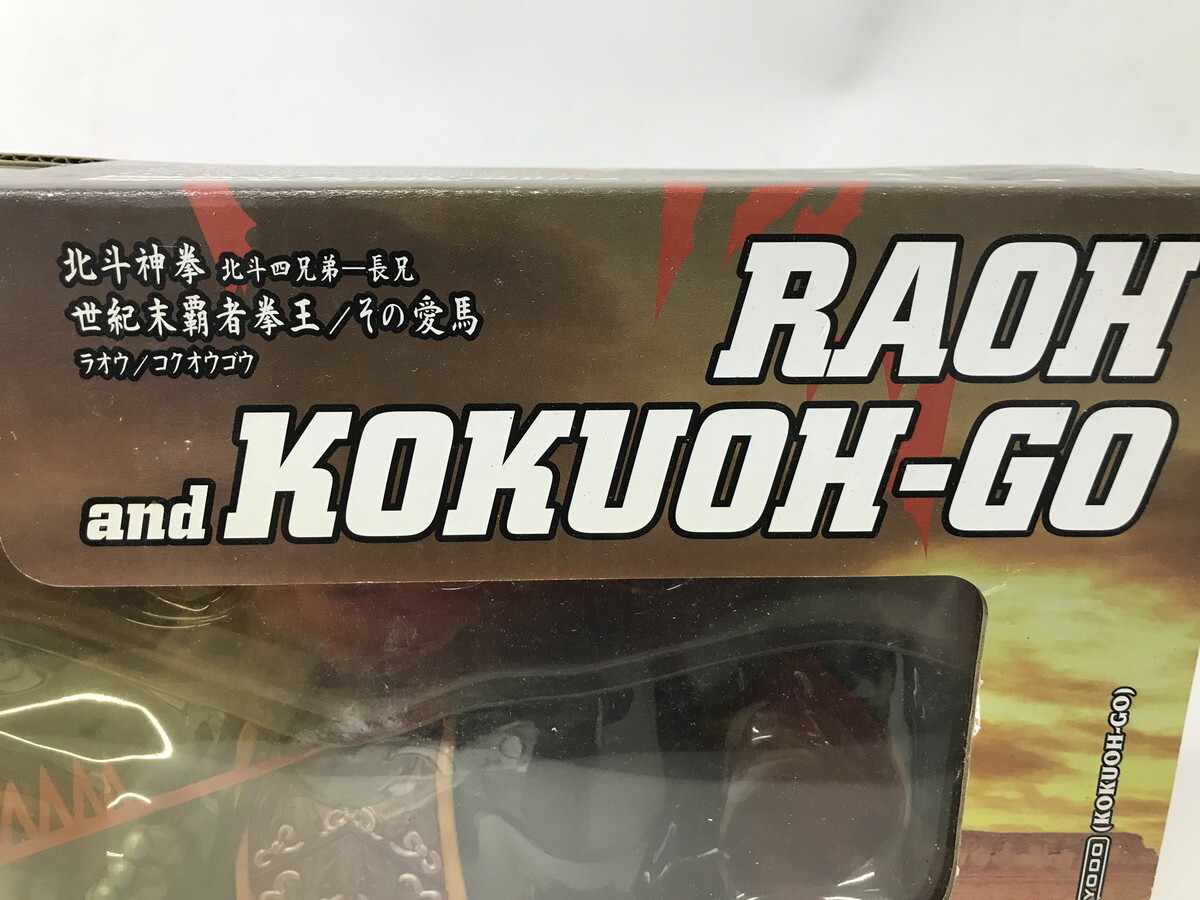 北斗神拳 北斗四兄弟―長兄
世紀末覇者拳王/その愛馬
ラオウ/コクオウゴウ
RAOH
and KOKUOH-GO
YODO (KOKUOH-GO)